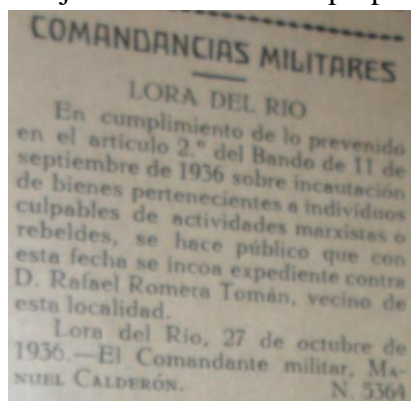 COMANDANCIAS MILITARES
LORA DEL RIO
En cumplimiento de lo prevenido
en el artículo 2.º del Bando de 11 de
septiembre de 1936 sobre incautación
de bienes pertenecientes a individuos
culpables de actividades marxistas o
rebeldes, se hace público que con
esta fecha se incoa expediente contra
D. Rafael Romera Tomán, vecino de
esta localidad.
Lora del Río, 27 de octubre de
1936.—El Comandante militar, MA-
NUEL CALDERÓN. N. 5364